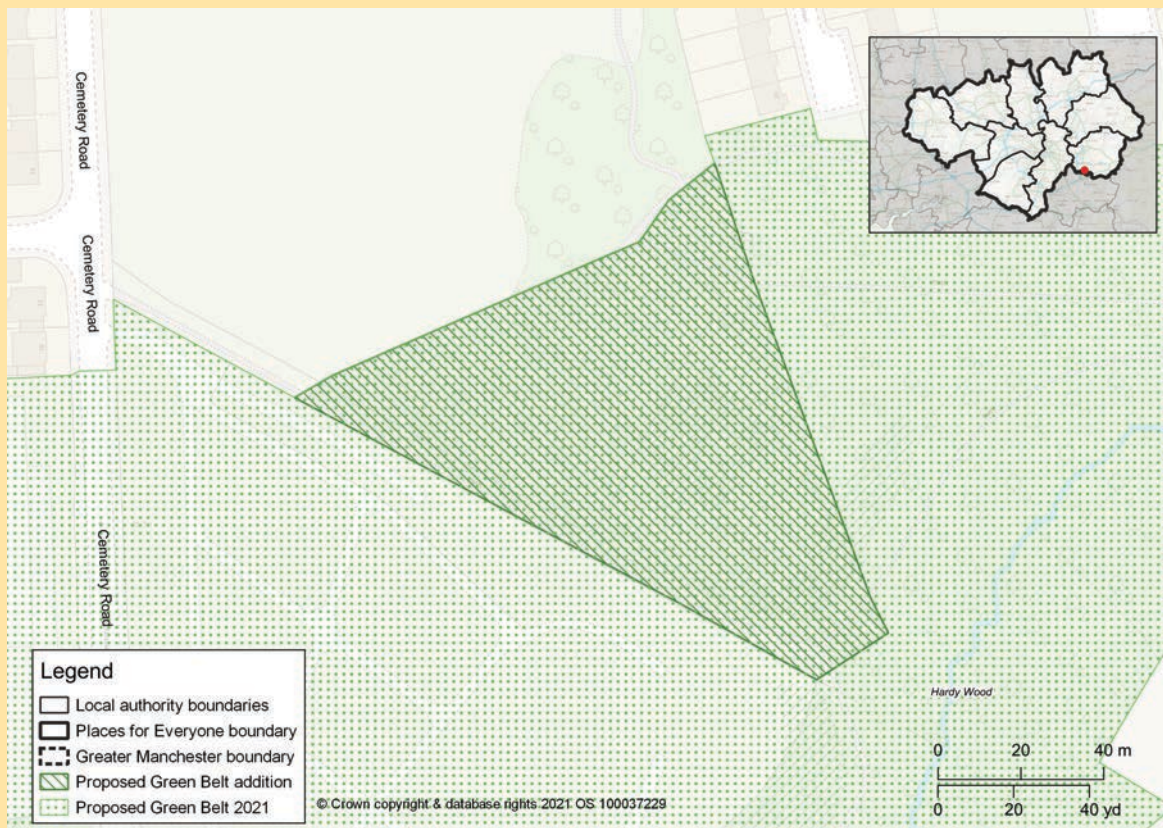 Cemetery Road
Cemetery Road
Cemetery Road
Hardy Wood
Legend
Local authority boundaries
Places for Everyone boundary
Greater Manchester boundary
Proposed Green Belt addition
Proposed Green Belt 2021
© Crown copyright & database rights 2021 OS 100037229
0 20 40 m
0 20 40 yd